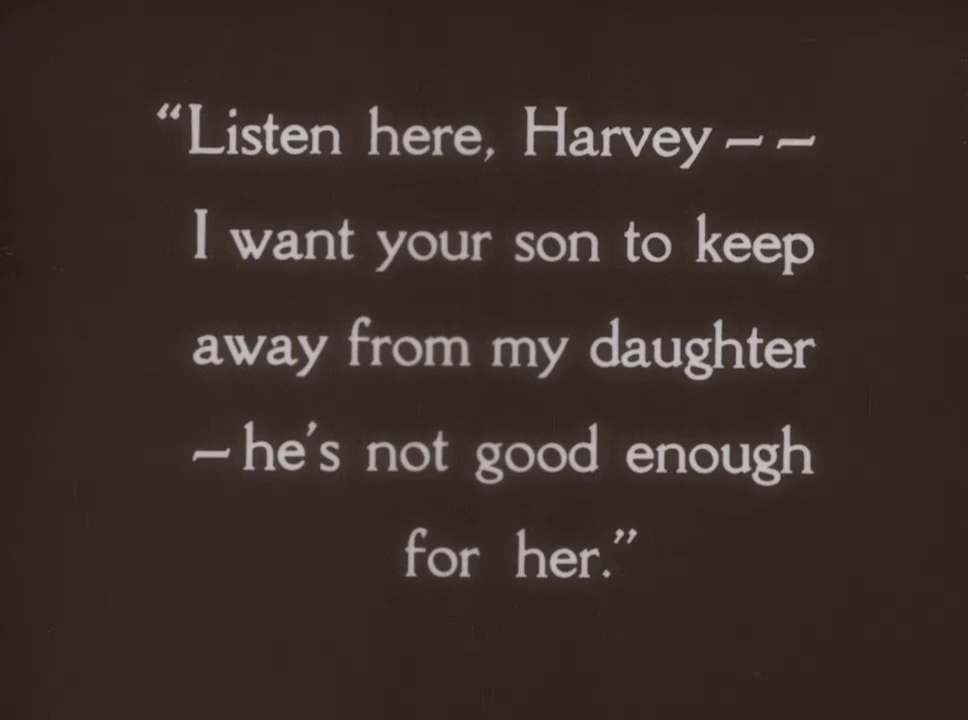 “Listen here, Harvey – –
I want your son to keep
away from my daughter
– he’s not good enough
for her.”